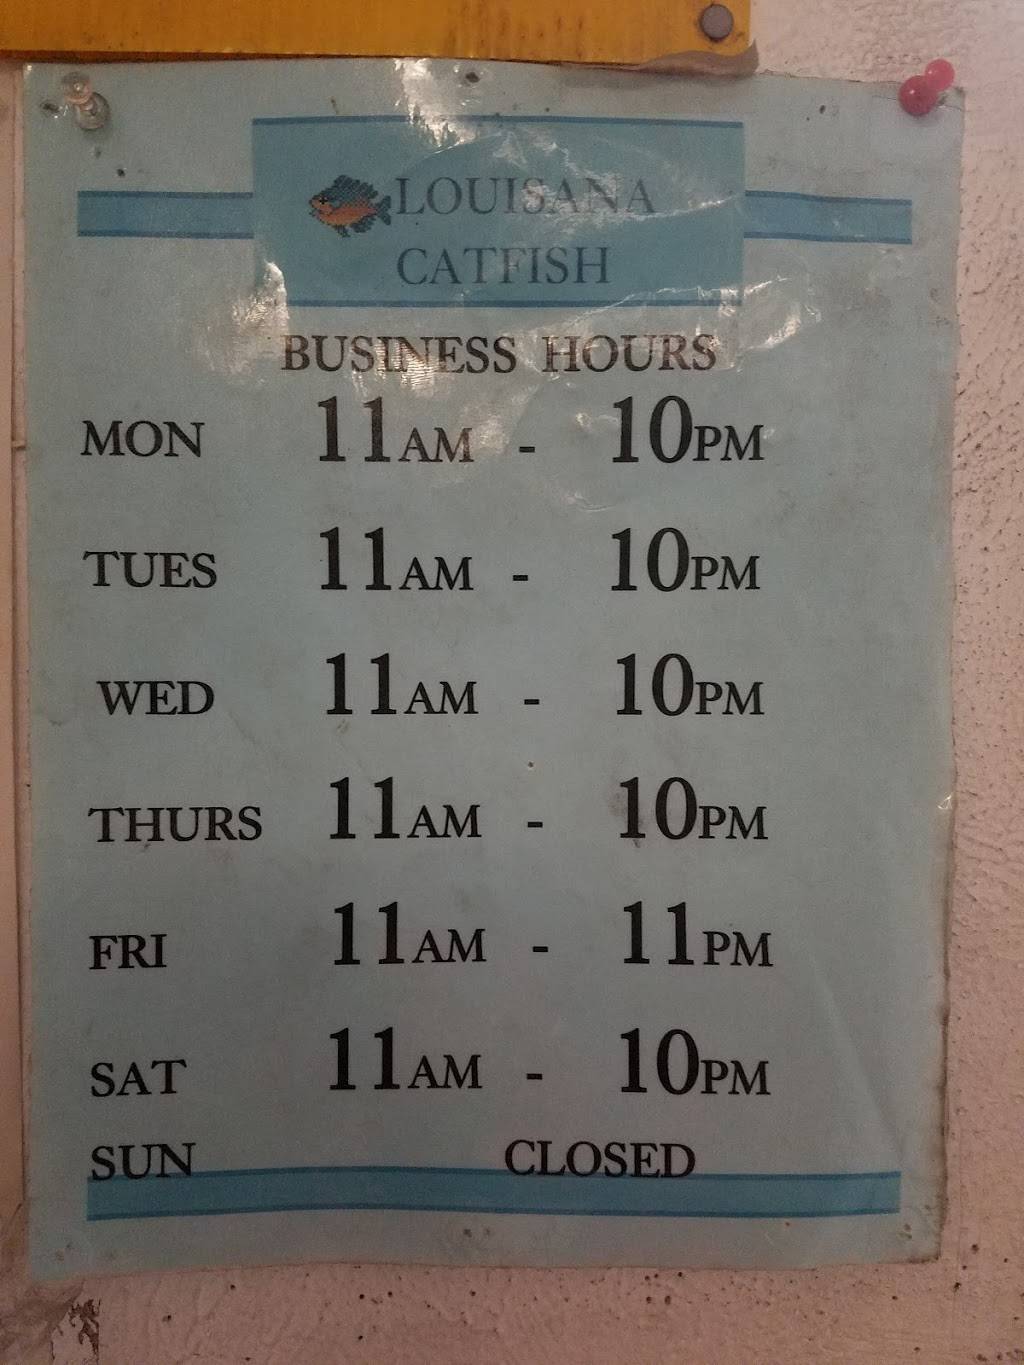 LOUISANA
CATFISH
BUSINESS HOURS
MON 11AM - 10PM
TUES 11AM - 10PM
WED 11AM - 10PM
THURS 11AM - 10PM
FRI 11AM - 11PM
SAT 11AM - 10PM
SUN CLOSED